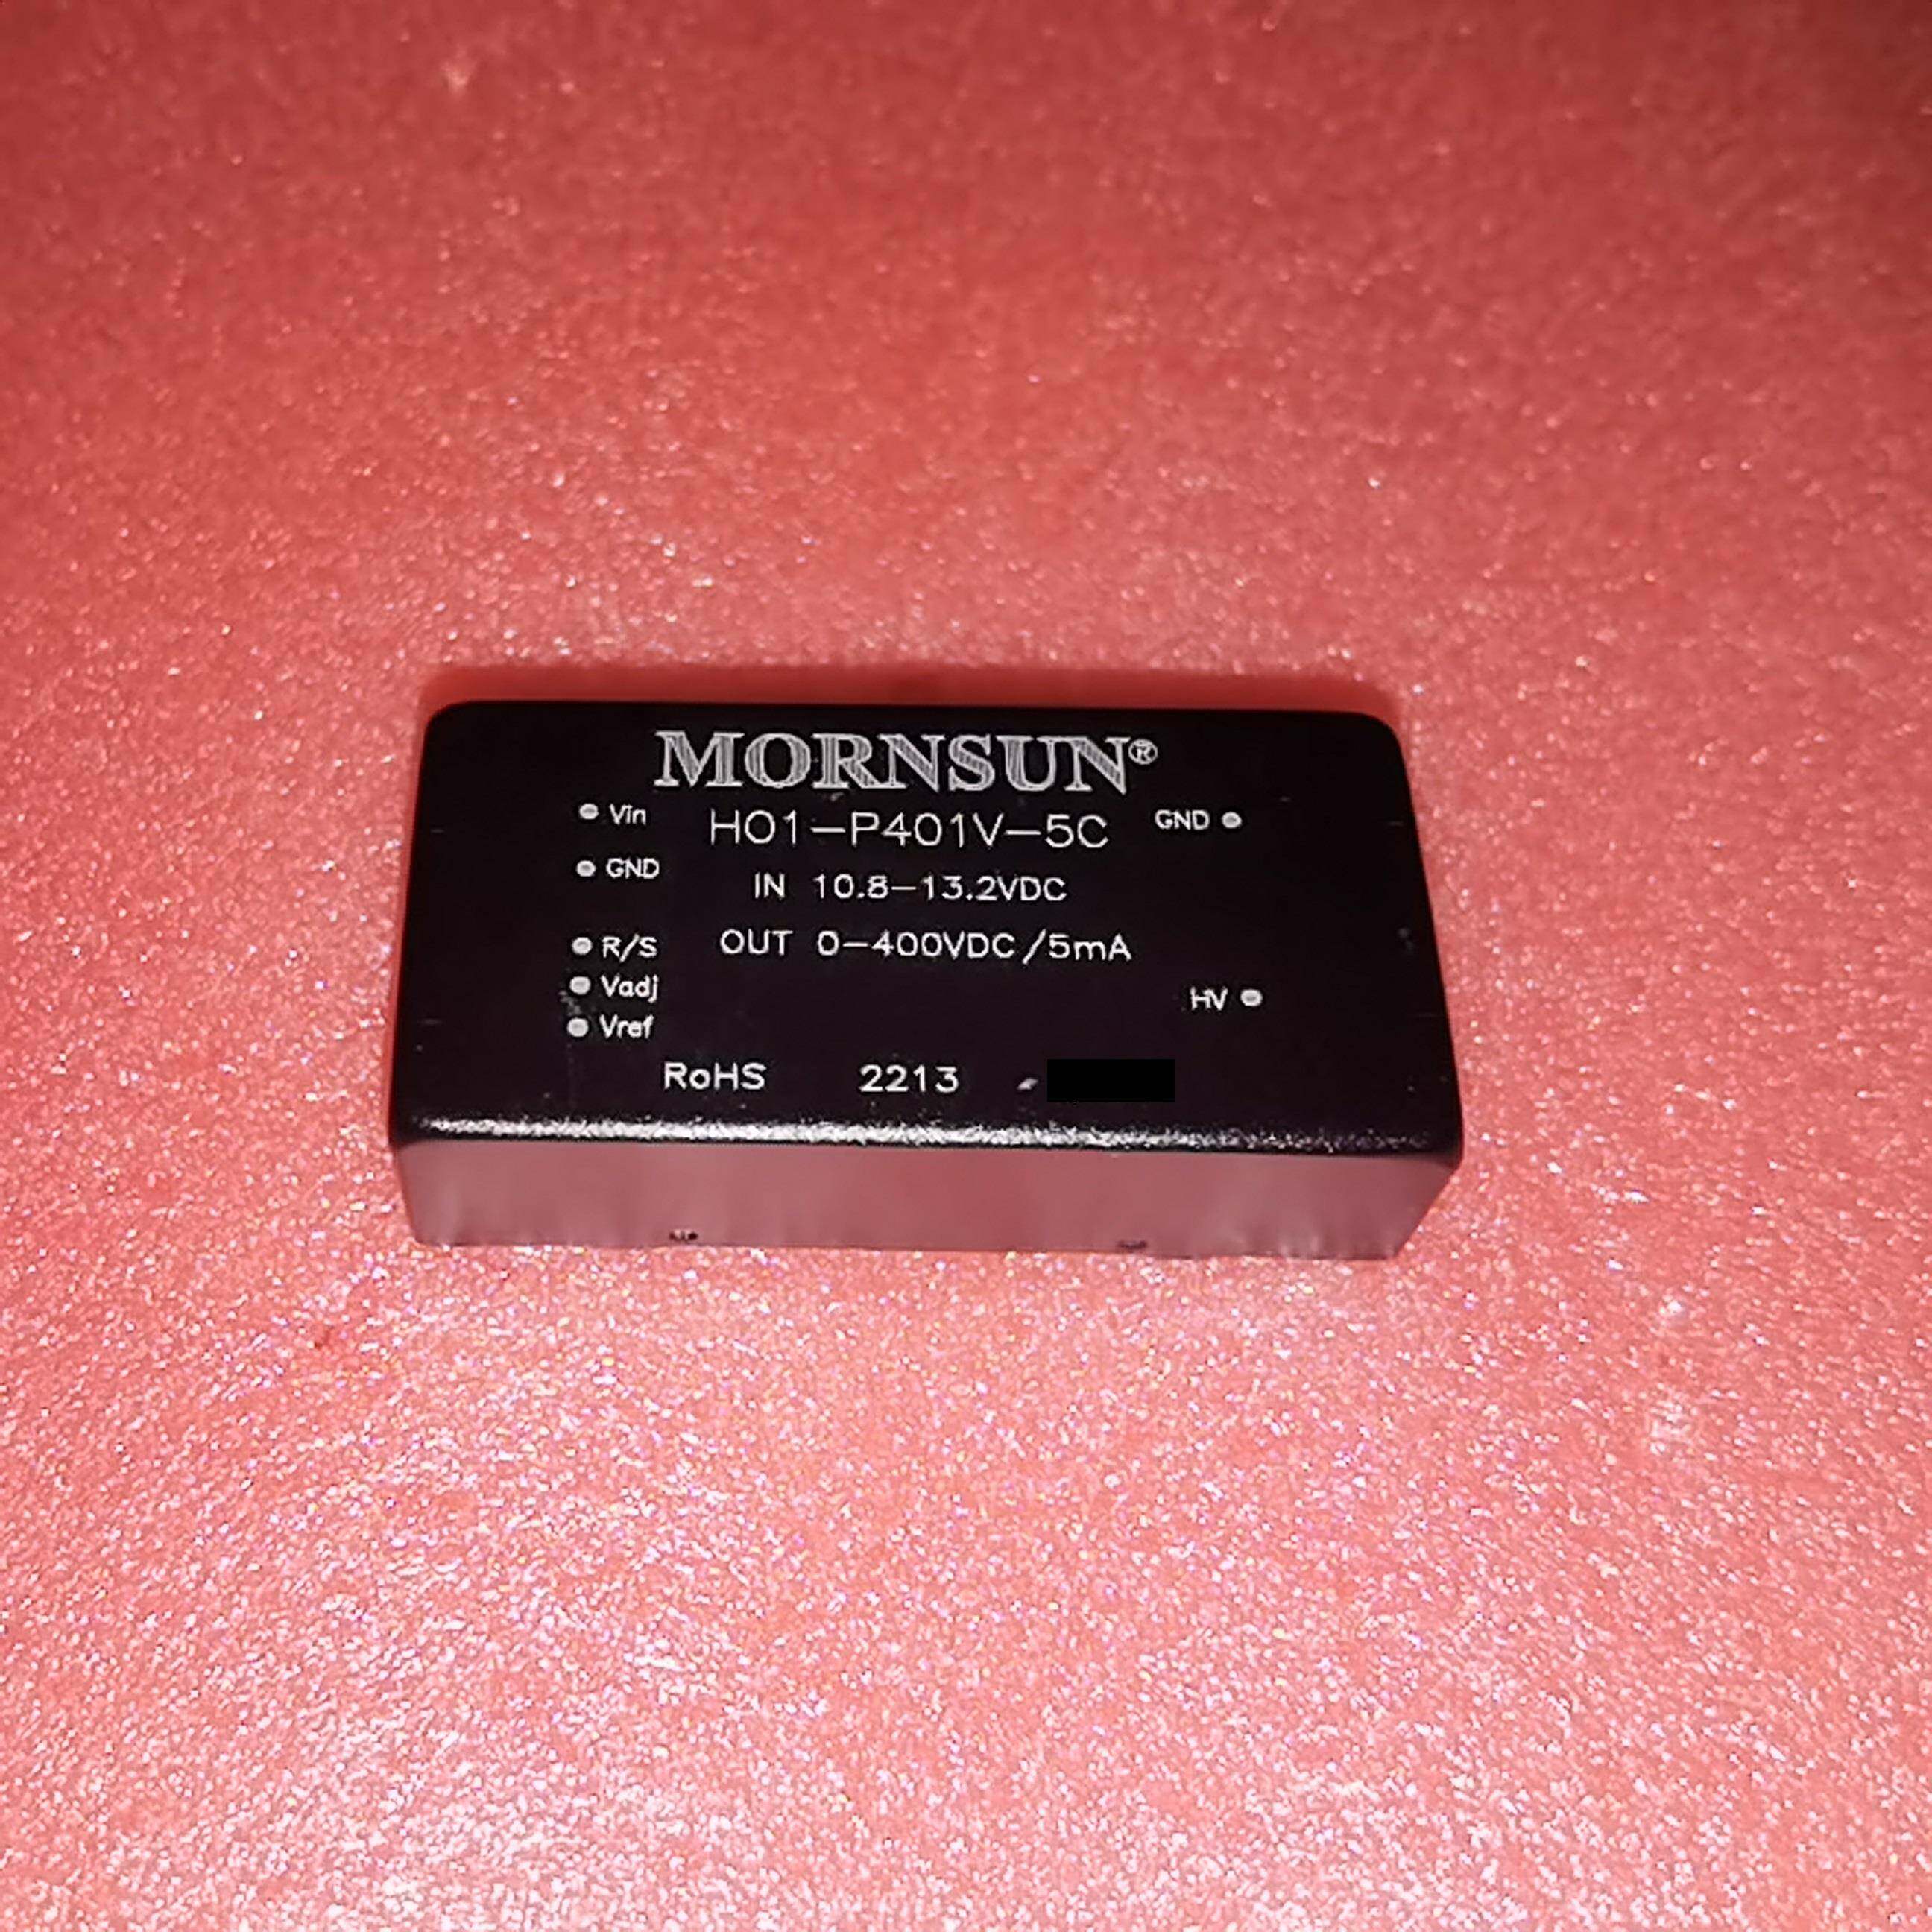 MORNSUN®
Vin HO1-P401V-5C GND
GND
IN 10.8-13.2VDC
R/S OUT 0-400VDC/5mA
Vadj
HV
Vref
RoHS 2213